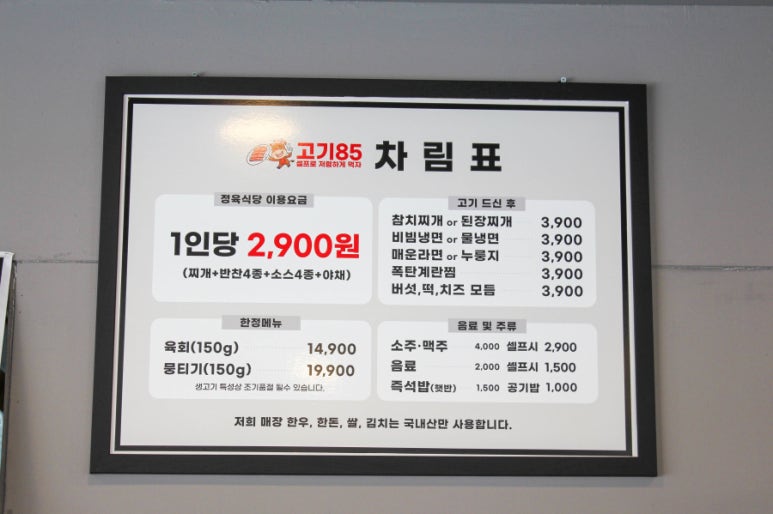 고기85
셀프로 저렴하게 먹자
차림표
정육식당 이용요금
1인당 2,900원
(찌개+반찬4종+소스4종+야채)
고기 드신 후
참치찌개 or 된장찌개 3,900
비빔냉면 or 물냉면 3,900
매운라면 or 누룽지 3,900
폭탄계란찜 3,900
버섯,떡,치즈 모듬 3,900
한정메뉴
육회(150g) 14,900
뭉티기(150g) 19,900
생고기 특성상 조기품절 될수 있습니다.
음료 및 주류
소주·맥주 4,000 셀프시 2,900
음료 2,000 셀프시 1,500
즉석밥(햇반) 1,500 공기밥 1,000
저희 매장 한우, 한돈, 쌀, 김치는 국내산만 사용합니다.